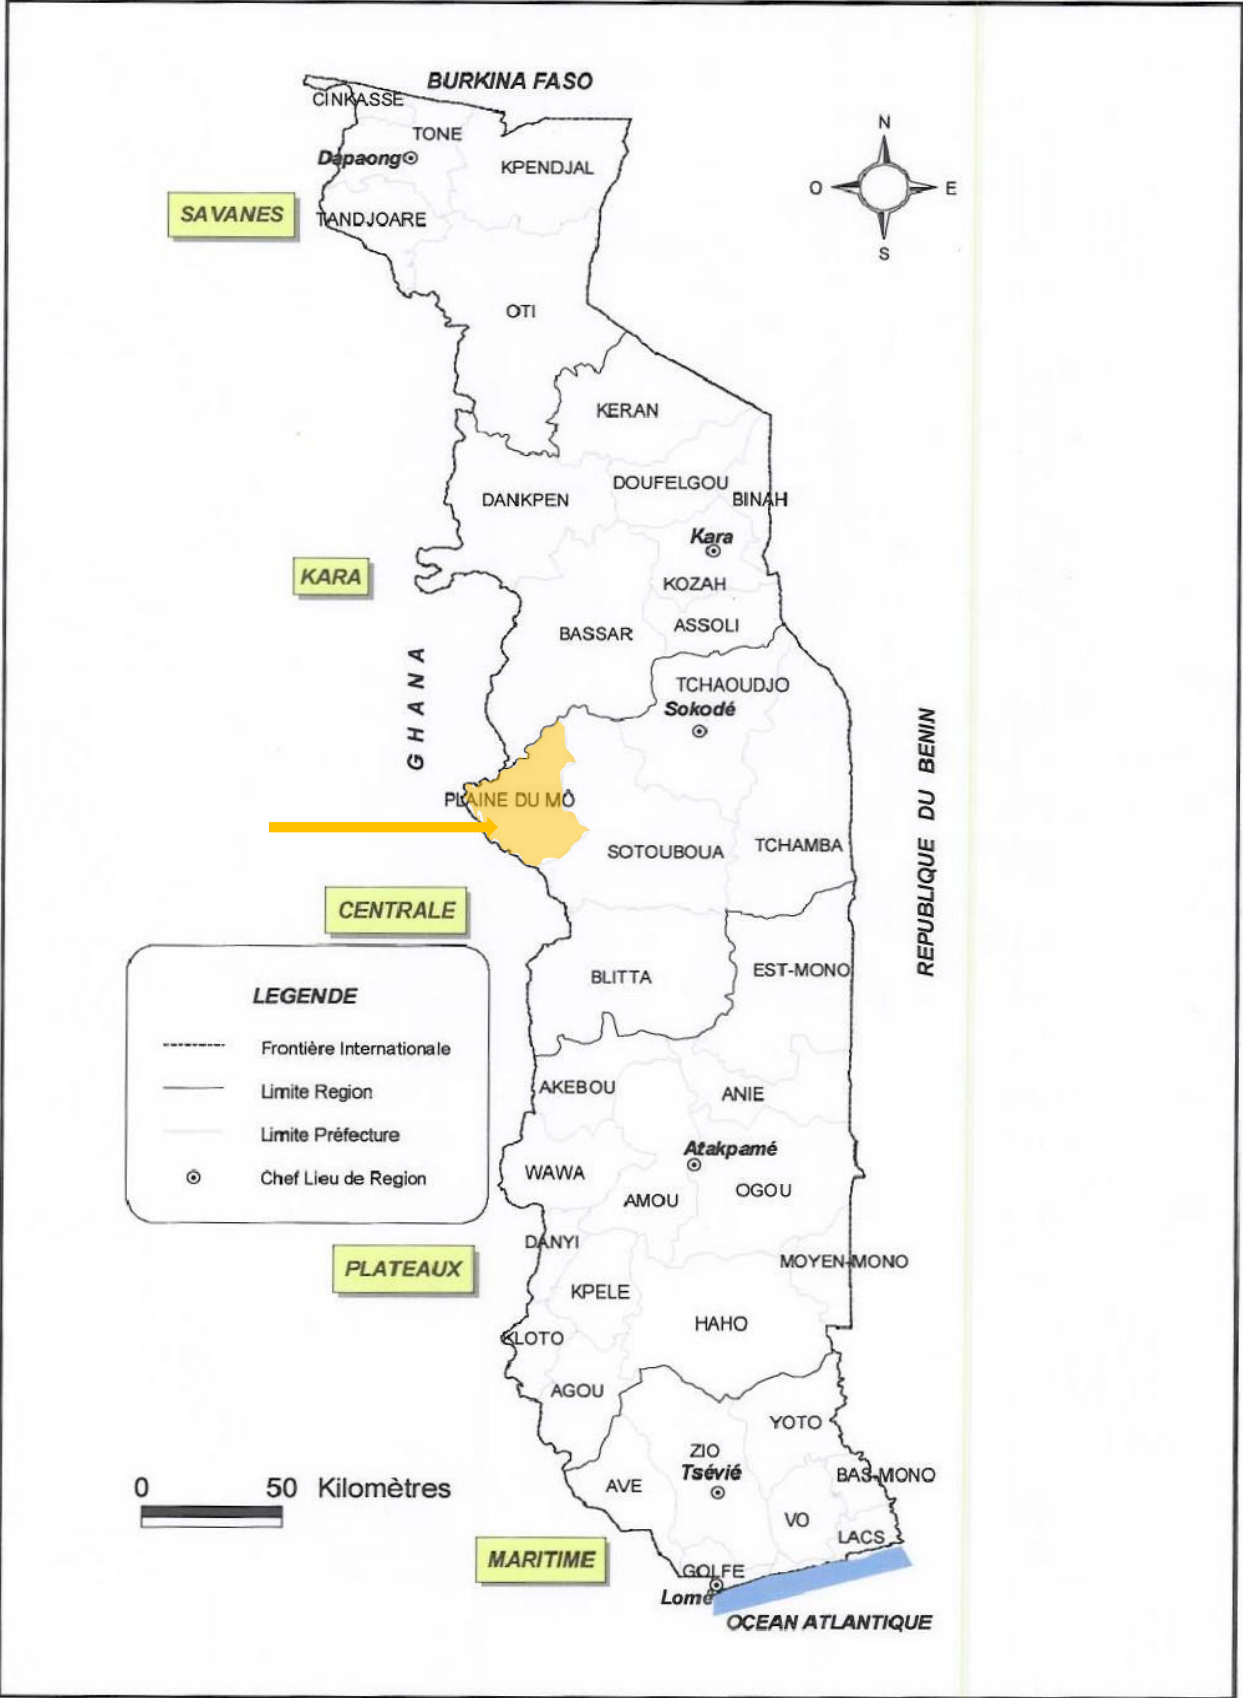 BURKINA FASO
CINKASSE
TONE
N
Dapaong
KPENDJAL
O
E
SAVANES
TANDJOARE
S
OTI
KERAN
DOUFELGOU
DANKPEN
BINAH
Kara
KARA
KOZAH
ASSOLI
BASSAR
GHANA
TCHAOUDJO
Sokodé
REPUBLIQUE DU BENIN
PLAINE DU MÔ
SOTOUBOUA
TCHAMBA
CENTRALE
BLITTA
EST-MONO
LEGENDE
Frontière Internationale
Limite Region
Limite Préfecture
Chef Lieu de Region
AKEBOU
ANIE
Atakpamé
WAWA
AMOU
OGOU
DANYI
PLATEAUX
MOYEN-MONO
KPELE
HAHO
KLOTO
AGOU
YOTO
ZIO
Tsévié
BAS-MONO
AVE
0 50 Kilomètres
VO
LACS
MARITIME
GOLFE
Lomé
OCEAN ATLANTIQUE